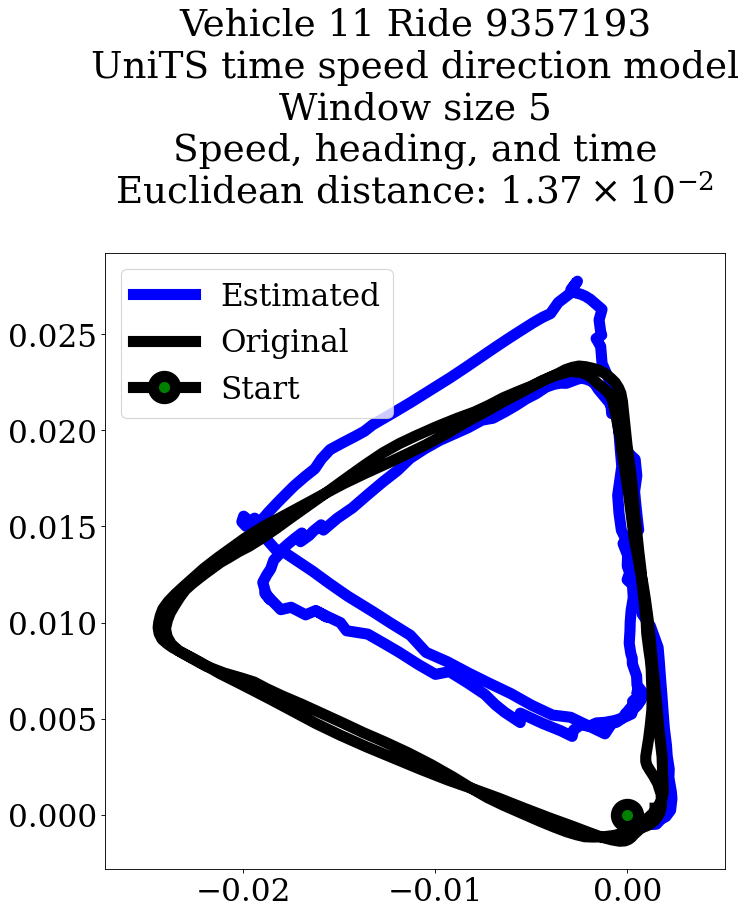 Vehicle 11 Ride 9357193
UniTS time speed direction model
Window size 5
Speed, heading, and time
Euclidean distance: 1.37 × 10⁻²
Estimated
Original
Start
0.025
0.020
0.015
0.010
0.005
0.000
−0.02
−0.01
0.00